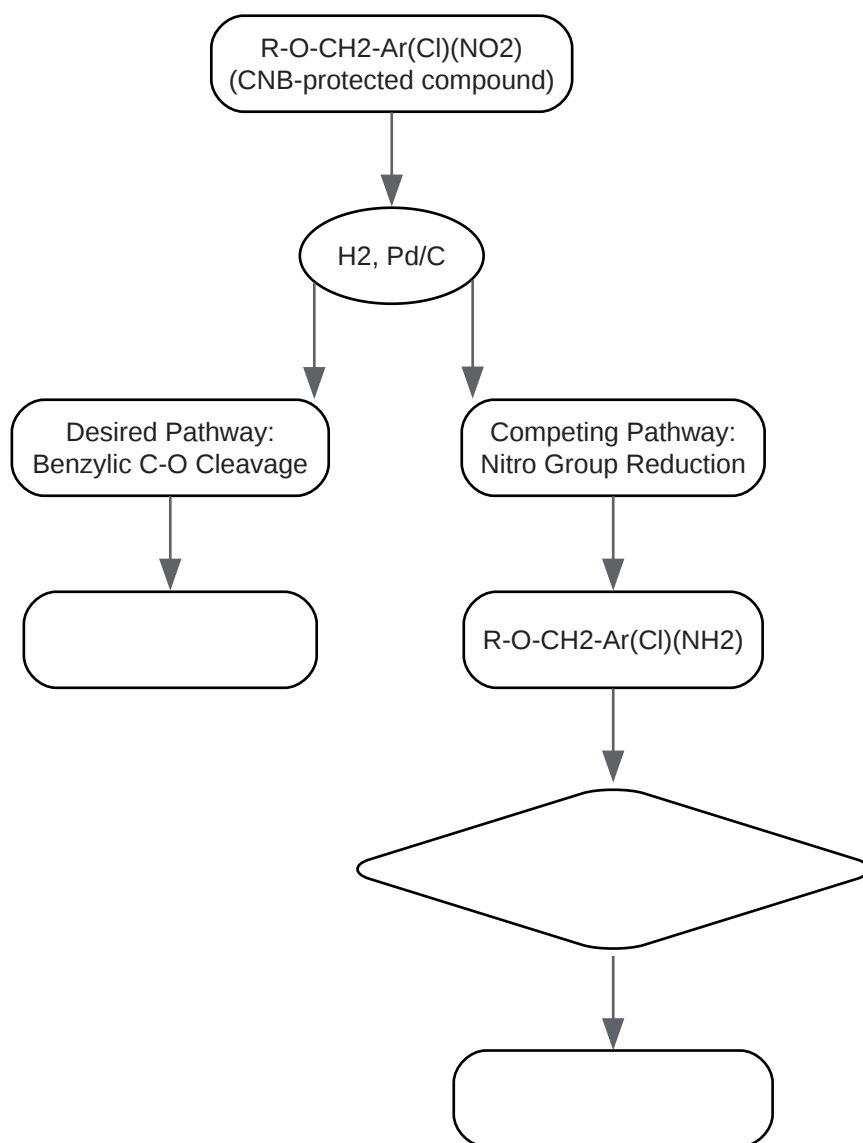 R-O-CH2-Ar(Cl)(NO2)
(CNB-protected compound)
H2, Pd/C
Desired Pathway:
Benzylic C-O Cleavage
Competing Pathway:
Nitro Group Reduction
R-O-CH2-Ar(Cl)(NH2)